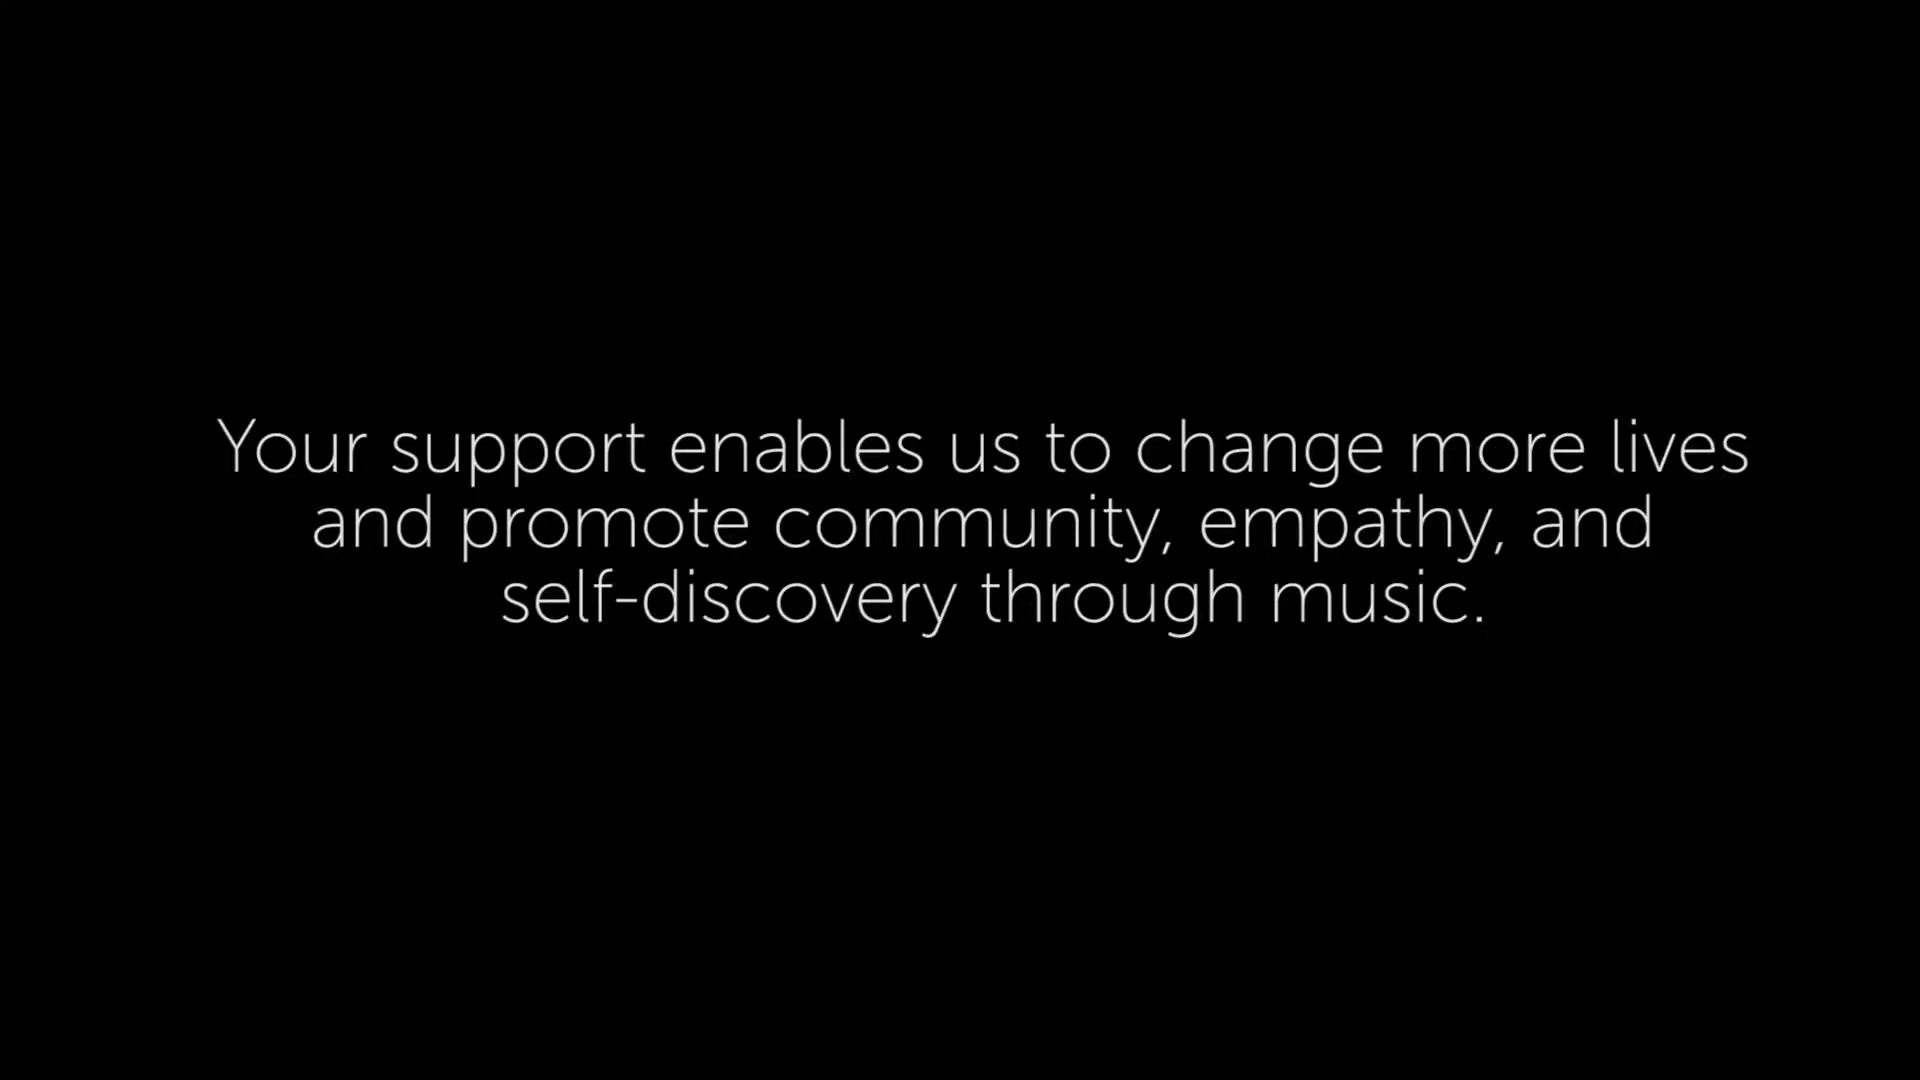 Your support enables us to change more lives
and promote community, empathy, and
self-discovery through music.